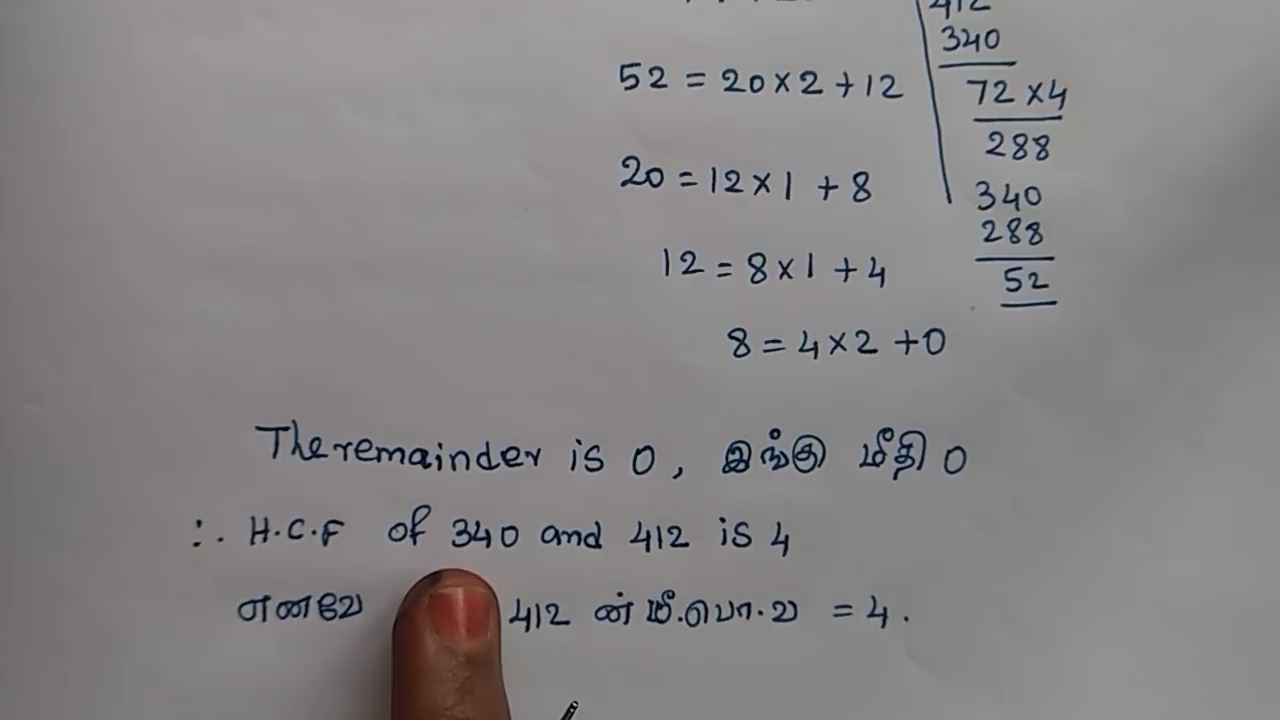 412
340
52 = 20 × 2 + 12
72 × 4
288
20 = 12 × 1 + 8
340
288
12 = 8 × 1 + 4
52
8 = 4 × 2 + 0
The remainder is 0, இங்கு மீதி 0
∴ H.C.F of 340 and 412 is 4
எனவே 412 ன் மீ.பொ.வ = 4.